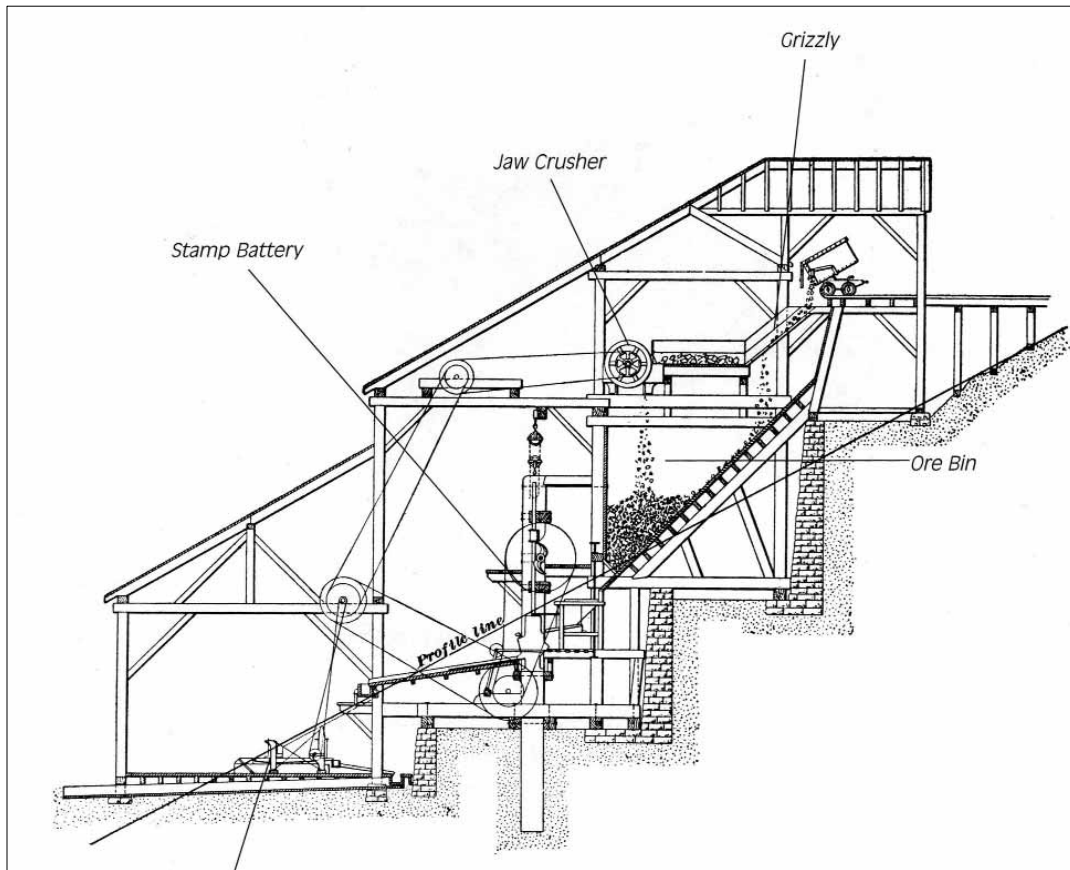 Grizzly
Jaw Crusher
Stamp Battery
Ore Bin
Profile line